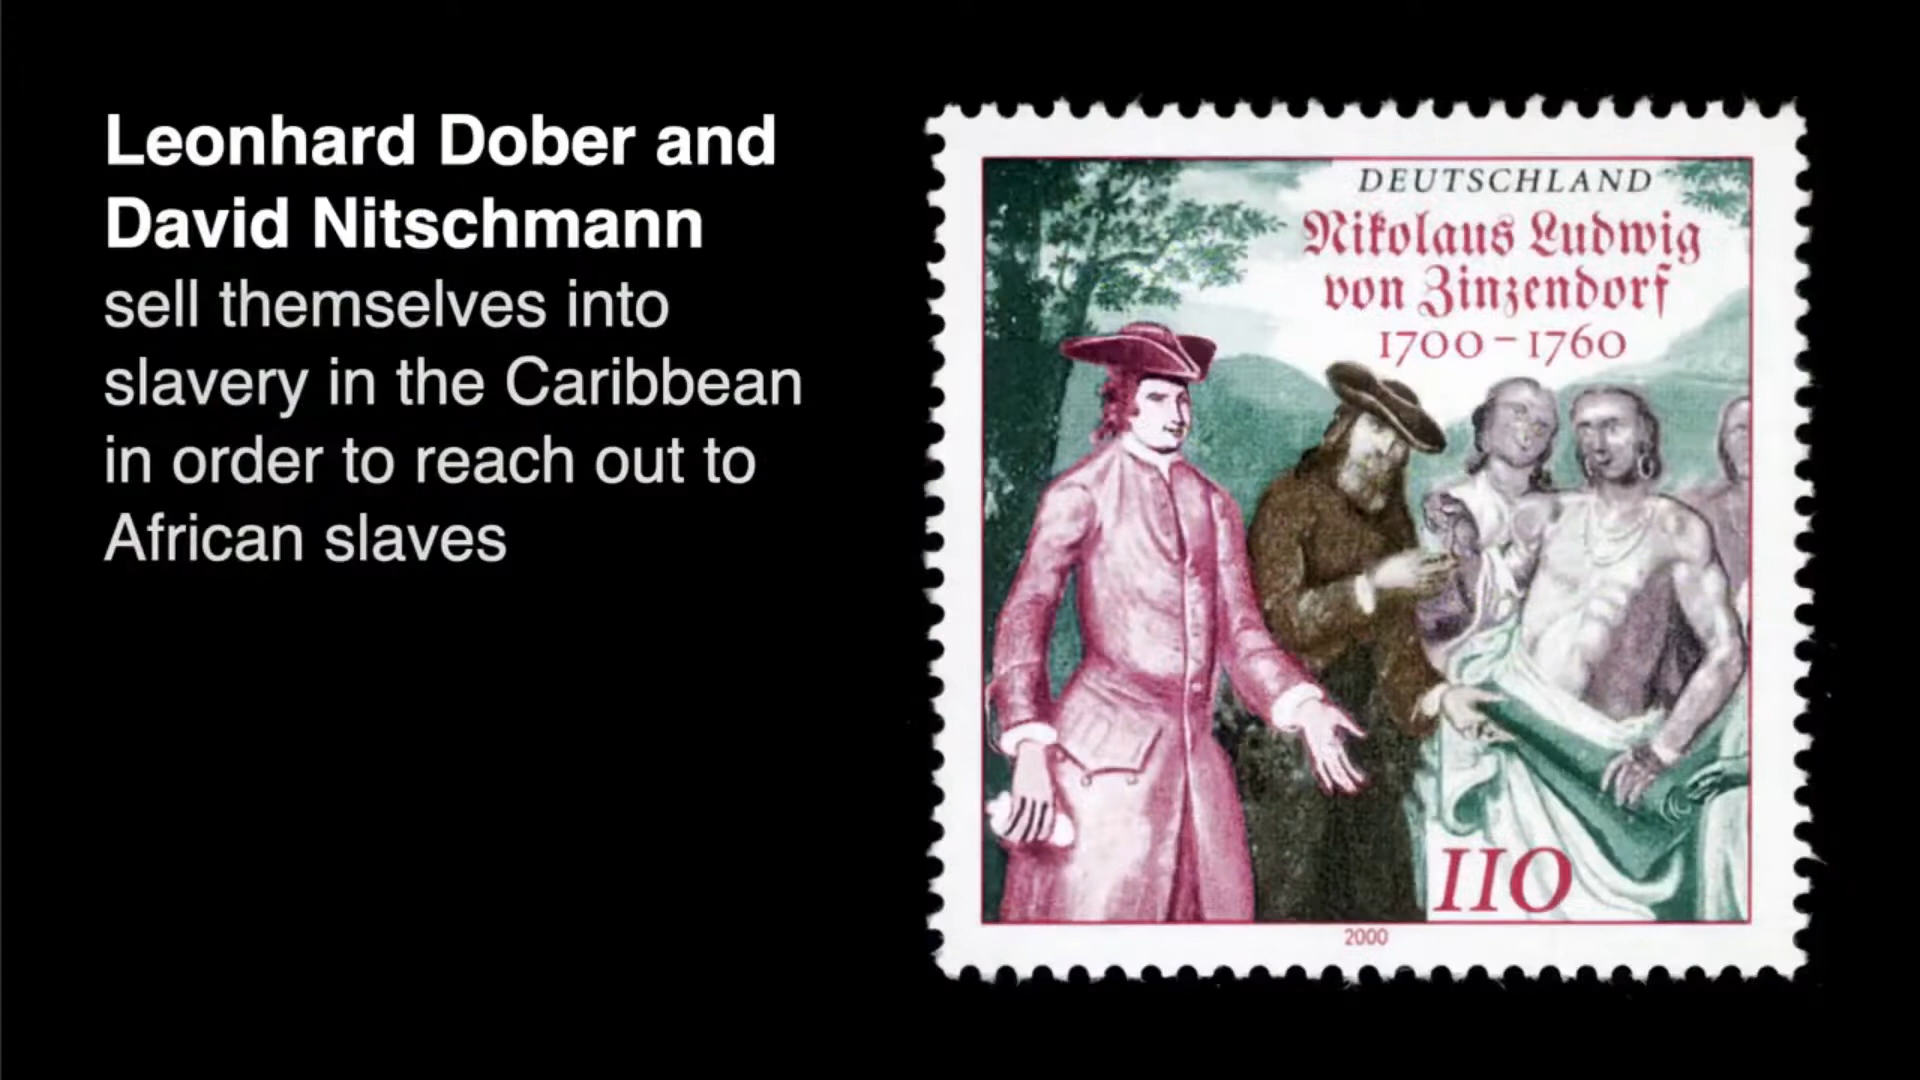 Leonhard Dober and
David Nitschmann
sell themselves into
slavery in the Caribbean
in order to reach out to
African slaves
DEUTSCHLAND
Nikolaus Ludwig
von Zinzendorf
1700–1760
110
2000